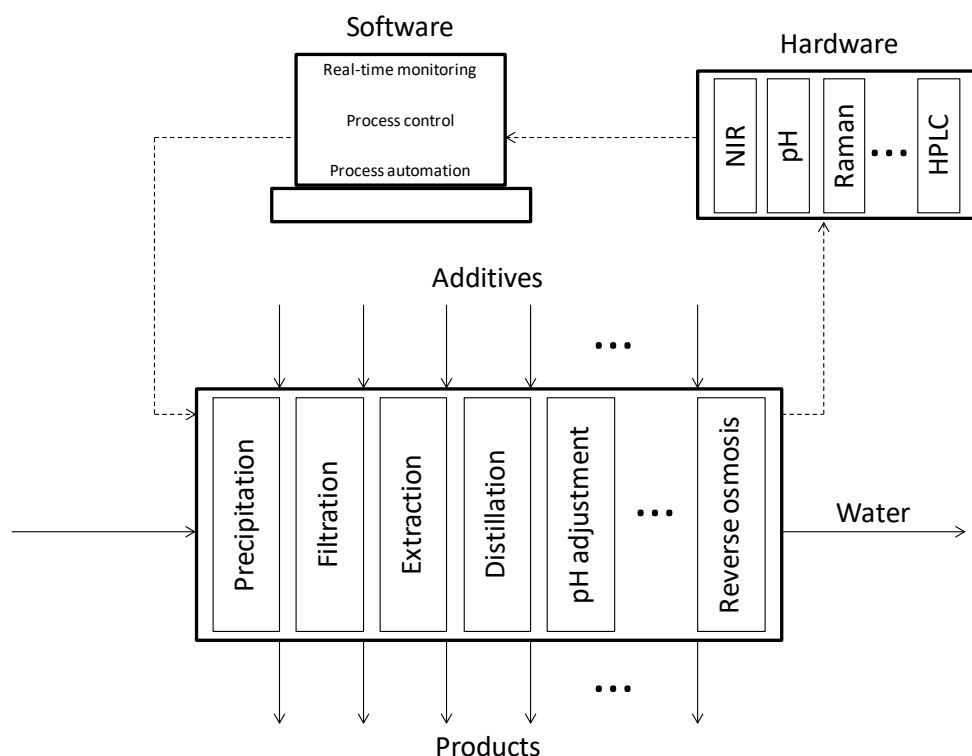 Software
Real-time monitoring
Process control
Process automation
Hardware
NIR
pH
Raman
...
HPLC
Additives
...
Precipitation
Filtration
Extraction
Distillation
pH adjustment
...
Reverse osmosis
Water
...
Products